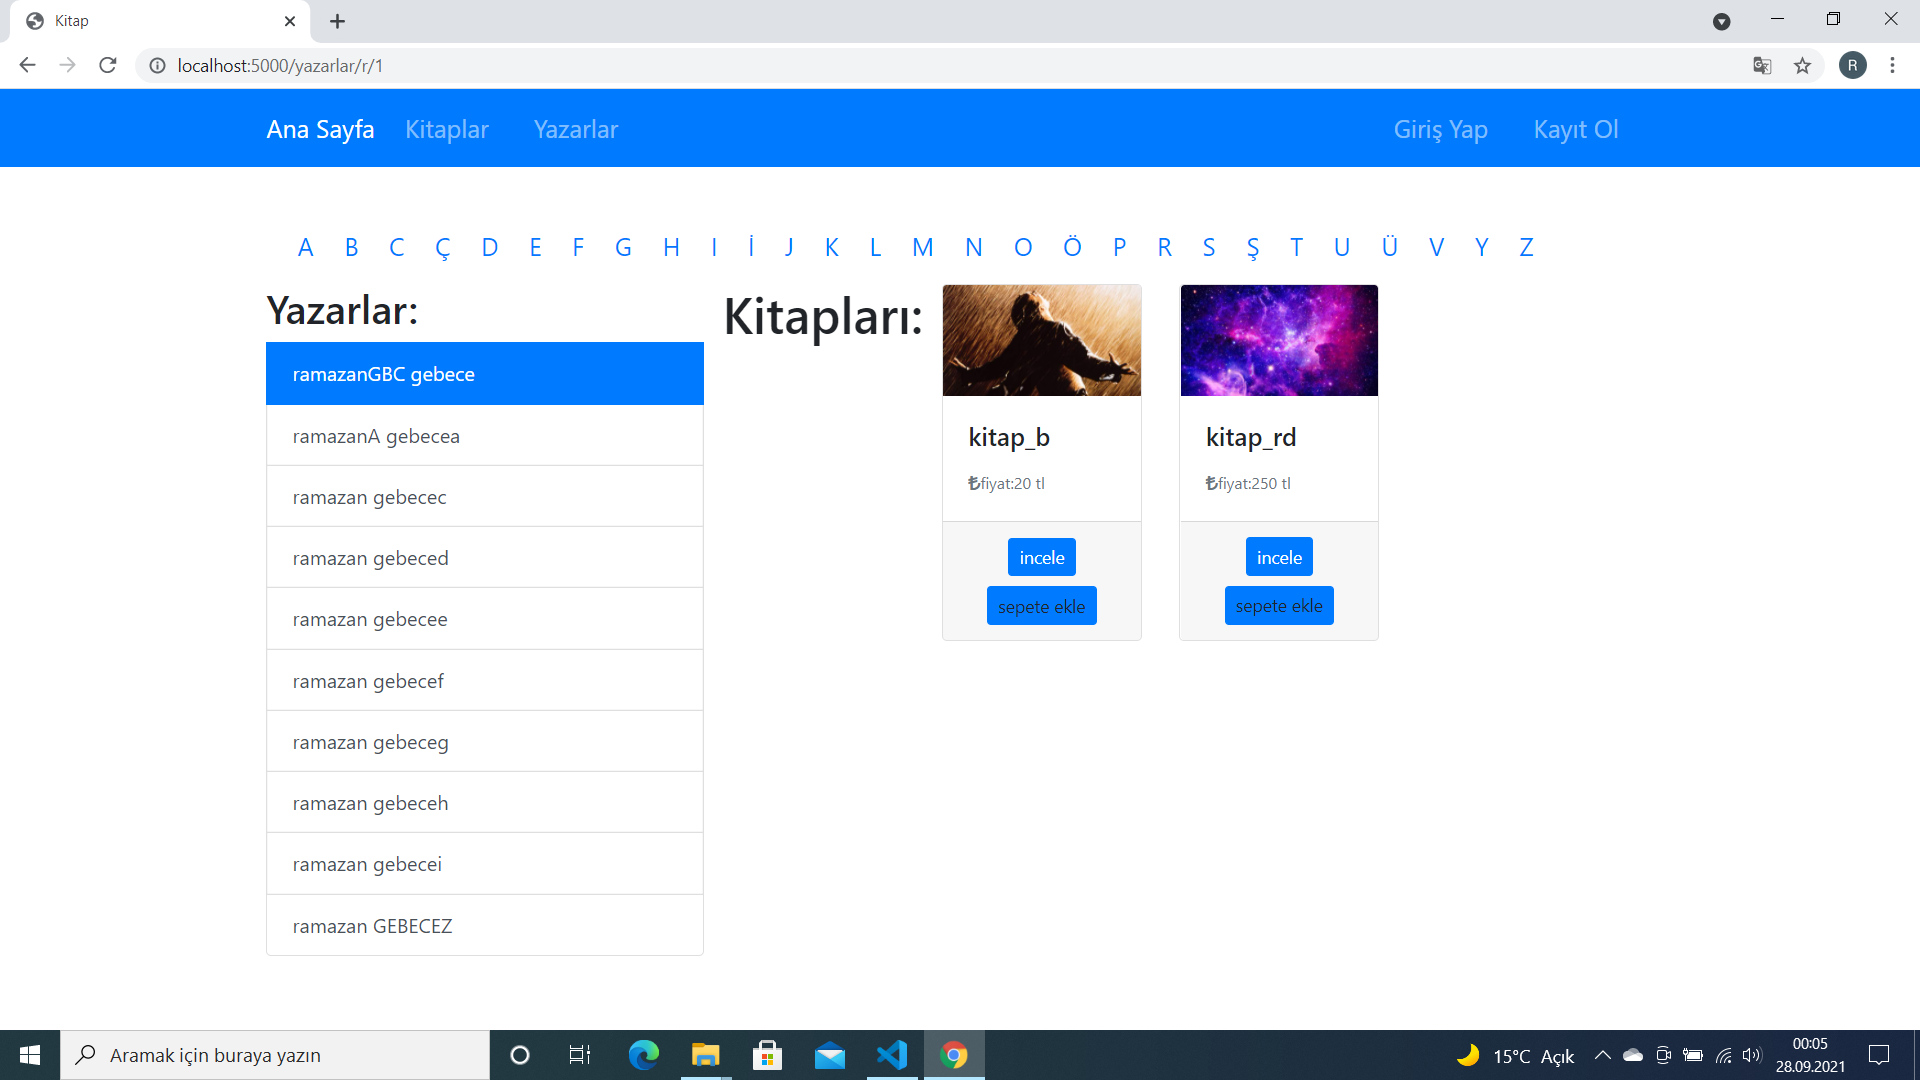 Kitap
localhost:5000/yazarlar/r/1
R
Ana Sayfa Kitaplar Yazarlar Giriş Yap Kayıt Ol
A B C Ç D E F G H I İ J K L M N O Ö P R S Ş T U Ü V Y Z
Yazarlar:
ramazanGBC gebece
ramazanA gebecea
ramazan gebecec
ramazan gebeced
ramazan gebecee
ramazan gebecef
ramazan gebeceg
ramazan gebeceh
ramazan gebecei
ramazan GEBECEZ
Kitapları:
kitap_b
₺fiyat:20 tl
incele
sepete ekle
kitap_rd
₺fiyat:250 tl
incele
sepete ekle
Aramak için buraya yazın
15°C Açık
00:05
28.09.2021